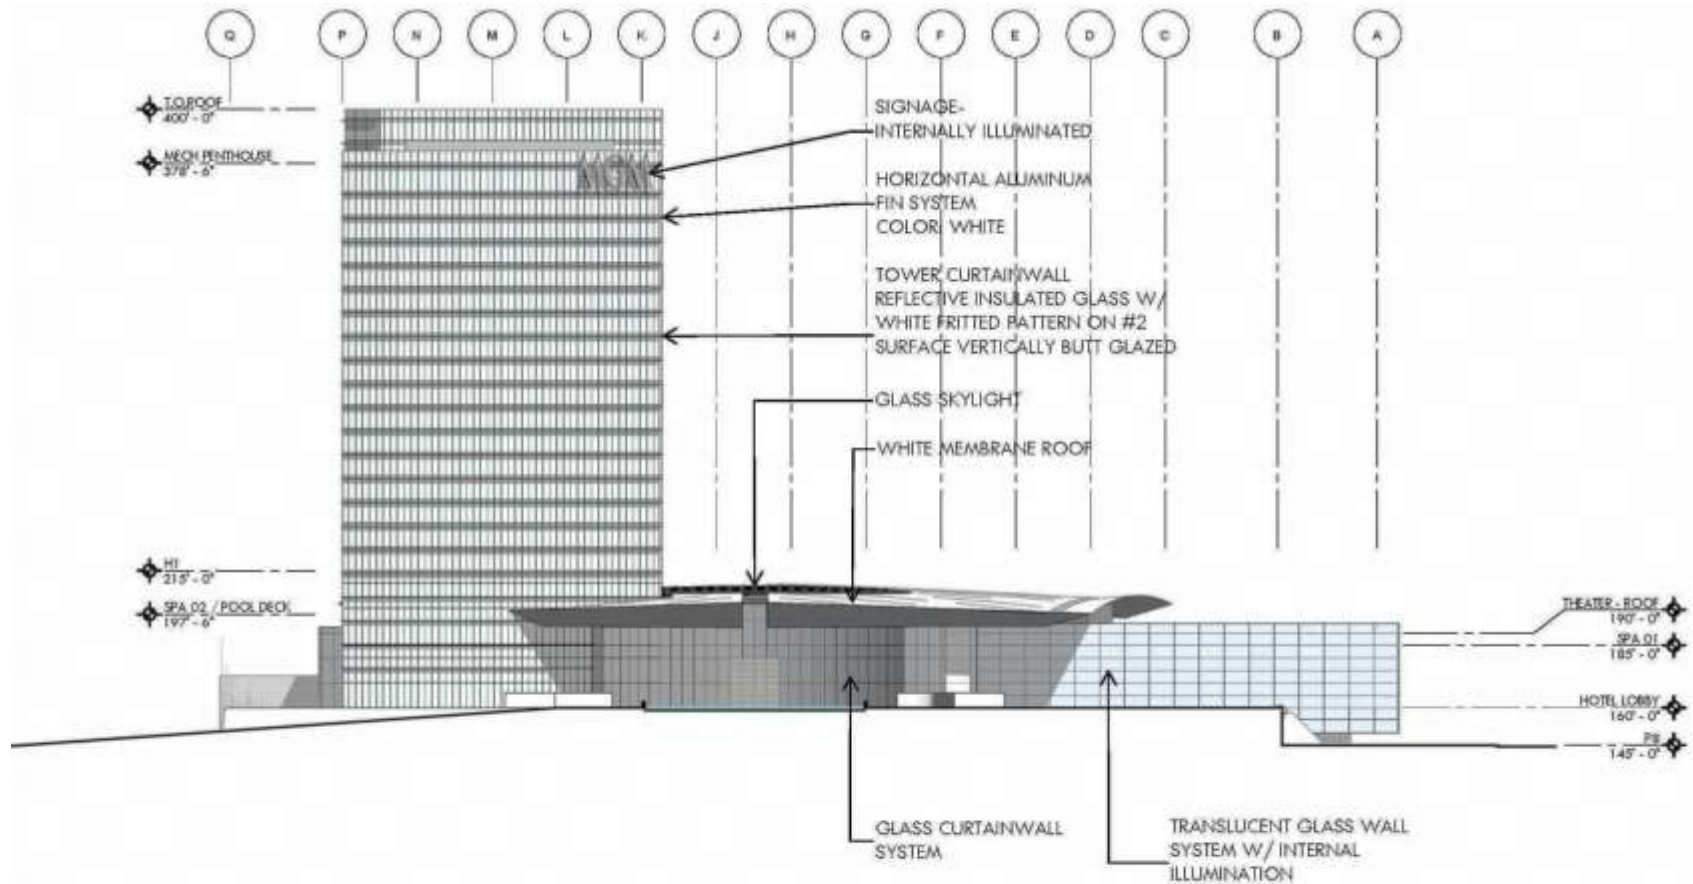 Q P N M L K J H G F E D C B A
T.O.ROOF
400' - 0"
MECH PENTHOUSE
378' - 6"
SIGNAGE-
INTERNALLY ILLUMINATED
MGM
HORIZONTAL ALUMINUM
FIN SYSTEM
COLOR: WHITE
TOWER CURTAINWALL
REFLECTIVE INSULATED GLASS W/
WHITE FRITTED PATTERN ON #2
SURFACE VERTICALLY BUTT GLAZED
GLASS SKYLIGHT
WHITE MEMBRANE ROOF
H1
215' - 0"
SPA 02 / POOL DECK
197' - 6"
THEATER - ROOF
190' - 0"
SPA 01
185' - 0"
HOTEL LOBBY
160' - 0"
145' - 0"
GLASS CURTAINWALL
SYSTEM
TRANSLUCENT GLASS WALL
SYSTEM W/ INTERNAL
ILLUMINATION